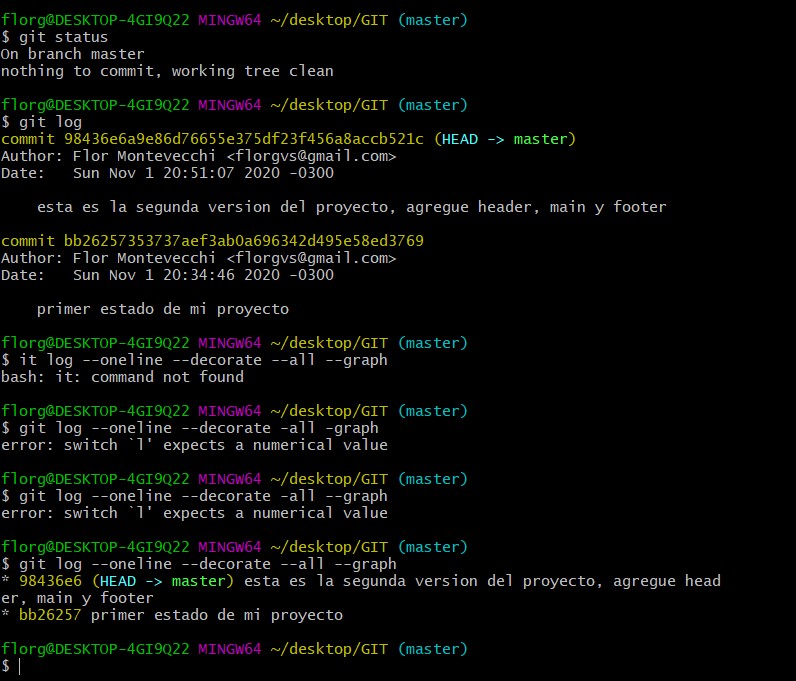 florg@DESKTOP-4GI9Q22 MINGW64 ~/desktop/GIT (master)
$ git status
On branch master
nothing to commit, working tree clean
florg@DESKTOP-4GI9Q22 MINGW64 ~/desktop/GIT (master)
$ git log
commit 98436e6a9e86d76655e375df23f456a8accb521c (HEAD -> master)
Author: Flor Montevecchi <florgvs@gmail.com>
Date:   Sun Nov 1 20:51:07 2020 -0300
    esta es la segunda version del proyecto, agregue header, main y footer
commit bb26257353737aef3ab0a696342d495e58ed3769
Author: Flor Montevecchi <florgvs@gmail.com>
Date:   Sun Nov 1 20:34:46 2020 -0300
    primer estado de mi proyecto
florg@DESKTOP-4GI9Q22 MINGW64 ~/desktop/GIT (master)
$ it log --oneline --decorate --all --graph
bash: it: command not found
florg@DESKTOP-4GI9Q22 MINGW64 ~/desktop/GIT (master)
$ git log --oneline --decorate -all -graph
error: switch `l' expects a numerical value
florg@DESKTOP-4GI9Q22 MINGW64 ~/desktop/GIT (master)
$ git log --oneline --decorate -all --graph
error: switch `l' expects a numerical value
florg@DESKTOP-4GI9Q22 MINGW64 ~/desktop/GIT (master)
$ git log --oneline --decorate --all --graph
* 98436e6 (HEAD -> master) esta es la segunda version del proyecto, agregue head
er, main y footer
* bb26257 primer estado de mi proyecto
florg@DESKTOP-4GI9Q22 MINGW64 ~/desktop/GIT (master)
$